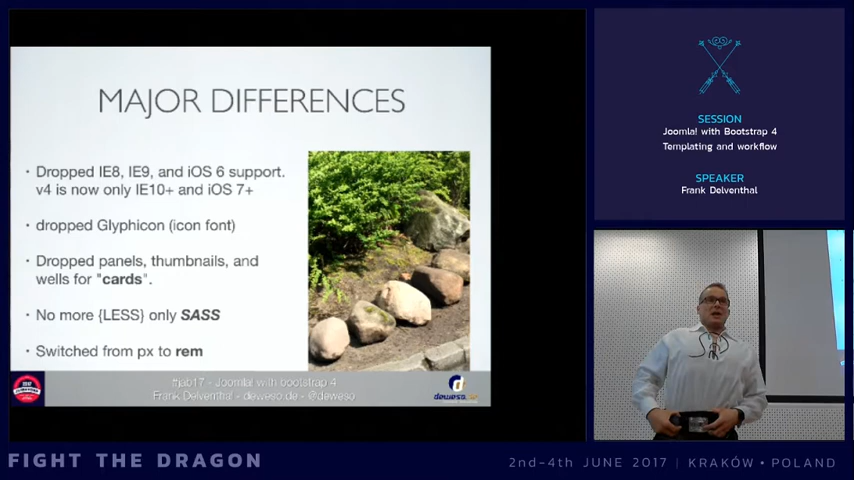 MAJOR DIFFERENCES
• Dropped IE8, IE9, and iOS 6 support.
v4 is now only IE10+ and iOS 7+
• dropped Glyphicon (icon font)
• Dropped panels, thumbnails, and
wells for "cards".
• No more {LESS} only SASS
• Switched from px to rem
#jab17 - Joomla! with bootstrap 4
Frank Delventhal - deweso.de - @deweso
deweso.de
SESSION
Joomla! with Bootstrap 4
Templating and workflow
SPEAKER
Frank Delventhal
FIGHT THE DRAGON
2nd-4th JUNE 2017 | KRAKÓW • POLAND